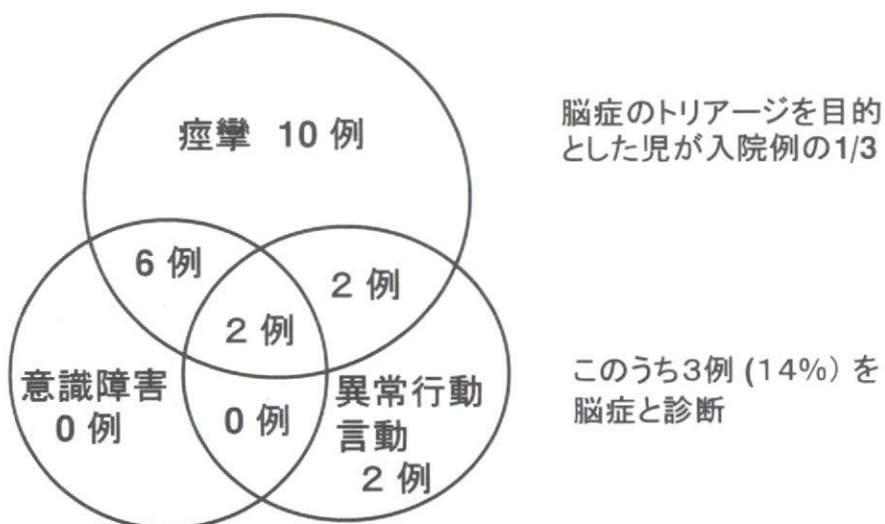 痙攣 10 例
脳症のトリアージを目的
とした児が入院例の1/3
6 例
2 例
2 例
意識障害
0 例
0 例
異常行動
言動
2 例
このうち3例 (14%) を
脳症と診断